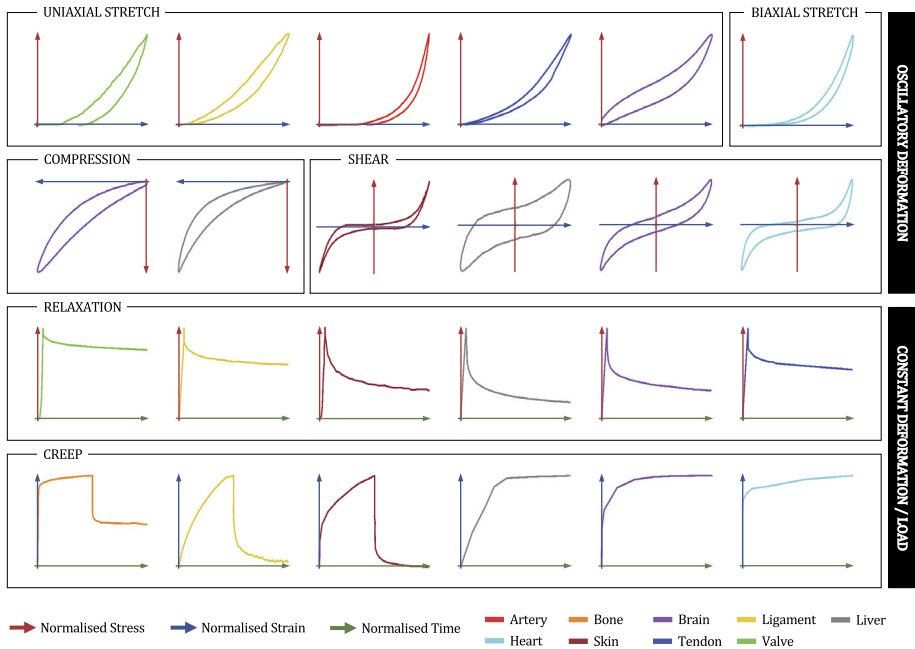 UNIAXIAL STRETCH
BIAXIAL STRETCH
OSCILLATORY DEFORMATION
COMPRESSION
SHEAR
RELAXATION
CONSTANT DEFORMATION / LOAD
CREEP
Normalised Stress
Normalised Strain
Normalised Time
Artery
Bone
Brain
Ligament
Liver
Heart
Skin
Tendon
Valve